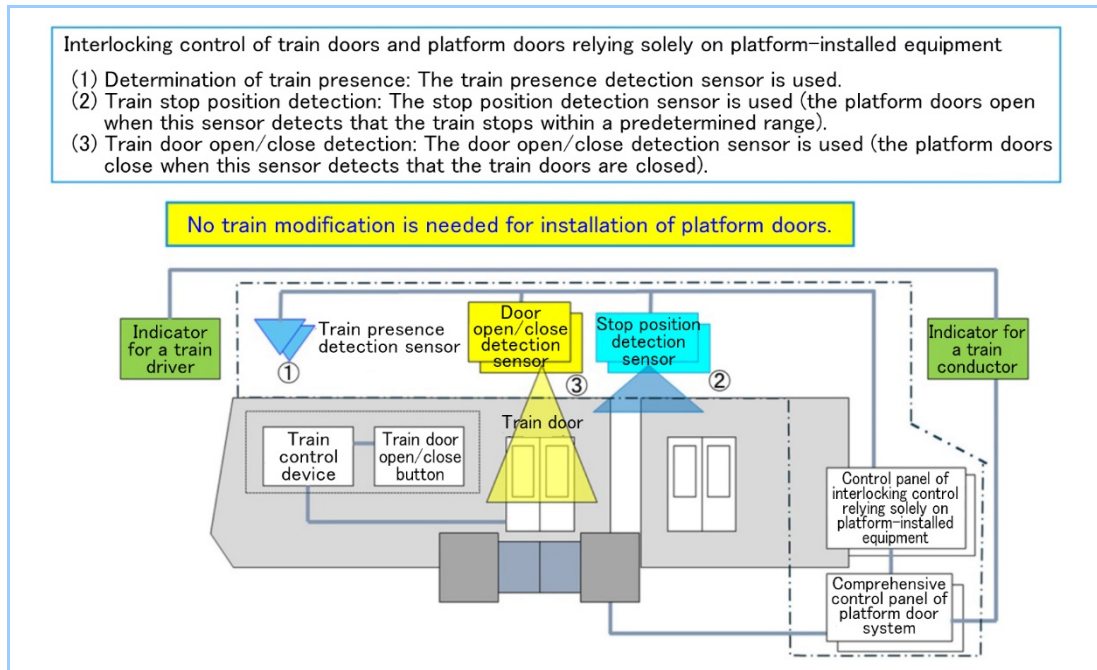 Interlocking control of train doors and platform doors relying solely on platform-installed equipment
(1) Determination of train presence: The train presence detection sensor is used.
(2) Train stop position detection: The stop position detection sensor is used (the platform doors open
when this sensor detects that the train stops within a predetermined range).
(3) Train door open/close detection: The door open/close detection sensor is used (the platform doors
close when this sensor detects that the train doors are closed).
No train modification is needed for installation of platform doors.
Indicator
for a train
driver
Train presence
detection sensor
①
Door
open/close
detection
sensor
③
Stop position
detection
sensor
②
Indicator for
a train
conductor
Train
control
device
Train door
open/close
button
Train door
Control panel of
interlocking control
relying solely on
platform-installed
equipment
Comprehensive
control panel of
platform door
system